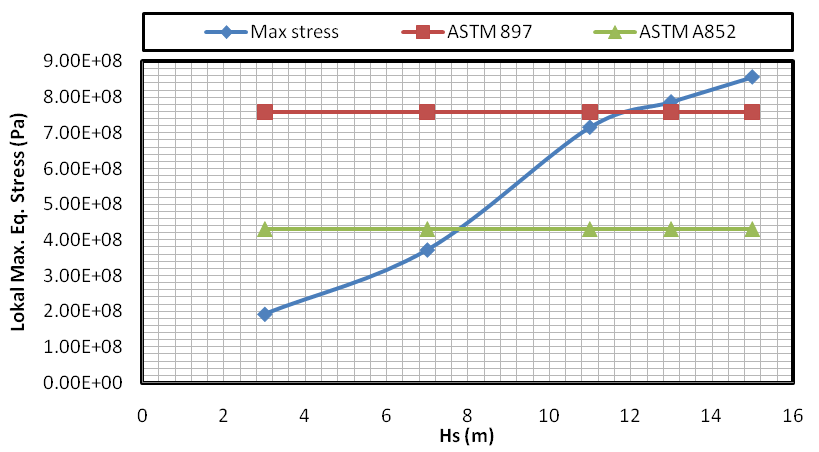 Max stress
ASTM 897
ASTM A852
9.00E+08
8.00E+08
7.00E+08
6.00E+08
5.00E+08
4.00E+08
3.00E+08
2.00E+08
1.00E+08
0.00E+00
Lokal Max. Eq. Stress (Pa)
0 2 4 6 8 10 12 14 16
Hs (m)